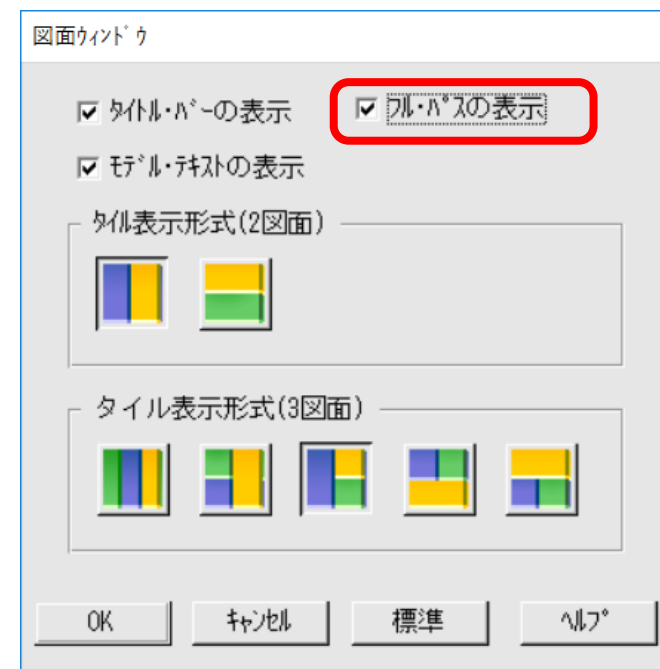 図面ｳｨﾝﾄﾞｳ
ﾀｲﾄﾙ・ﾊﾞｰの表示 ﾌﾙ・ﾊﾟｽの表示
ﾓﾃﾞﾙ・ﾃｷｽﾄの表示
ﾀｲﾙ表示形式(2図面)
タイル表示形式(3図面)
OK ｷｬﾝｾﾙ 標準 ﾍﾙﾌﾟ